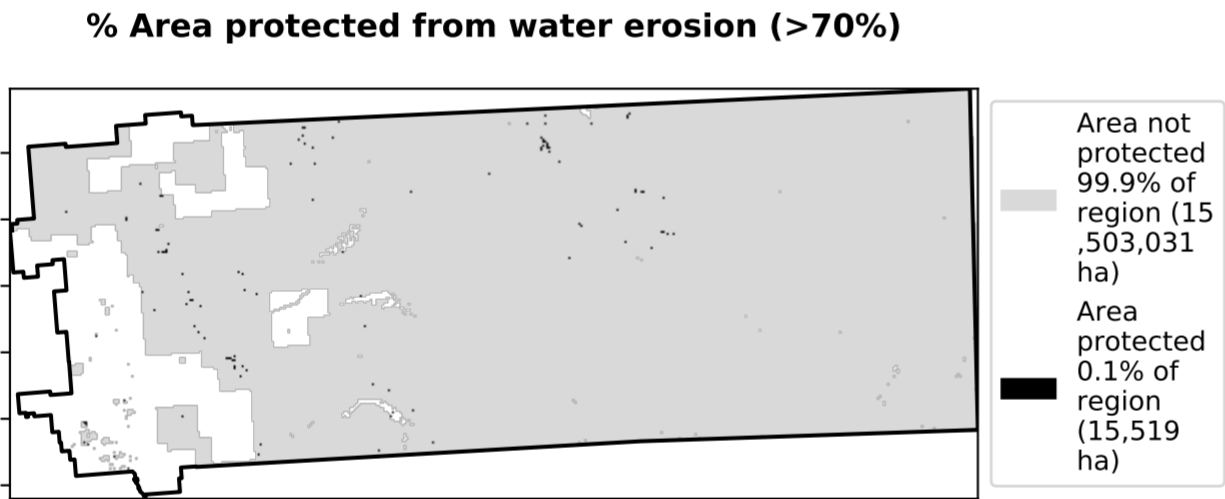 % Area protected from water erosion (>70%)
Area not
protected
99.9% of
region (15
,503,031
ha)
Area
protected
0.1% of
region
(15,519
ha)